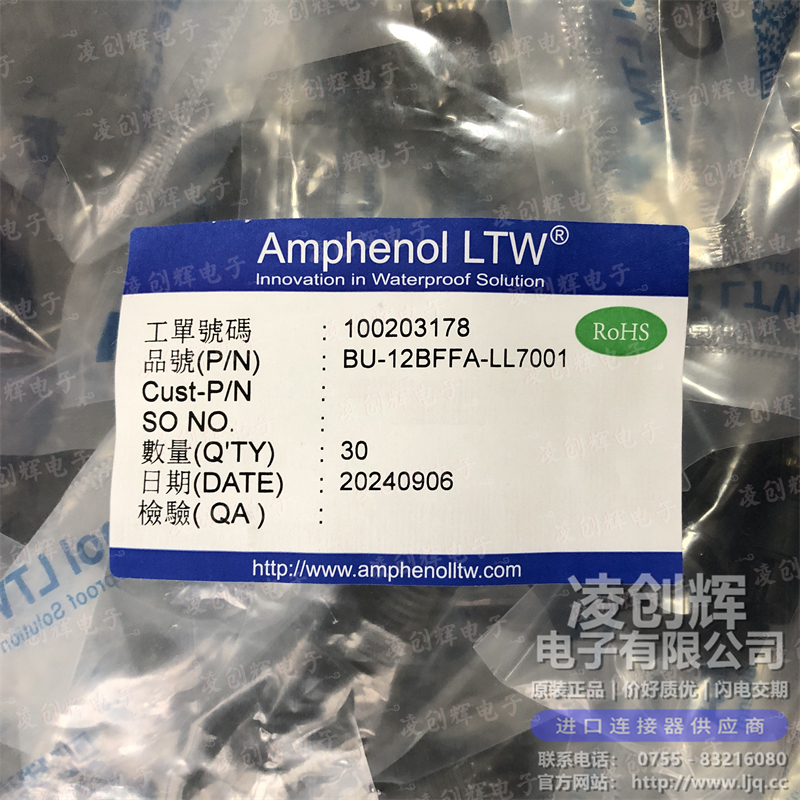 Amphenol LTW®
Innovation in Waterproof Solution
工單號碼 : 100203178
RoHS
品號(P/N) : BU-12BFFA-LL7001
Cust-P/N :
SO NO. :
數量(Q'TY) : 30
日期(DATE) : 20240906
檢驗( QA ) :
http://www.amphenolltw.com
凌创辉
电子有限公司
原装正品 | 价好质优 | 闪电交期
进口连接器供应商
联系电话: 0755 - 83216080
官方网站: http://www.ljq.cc